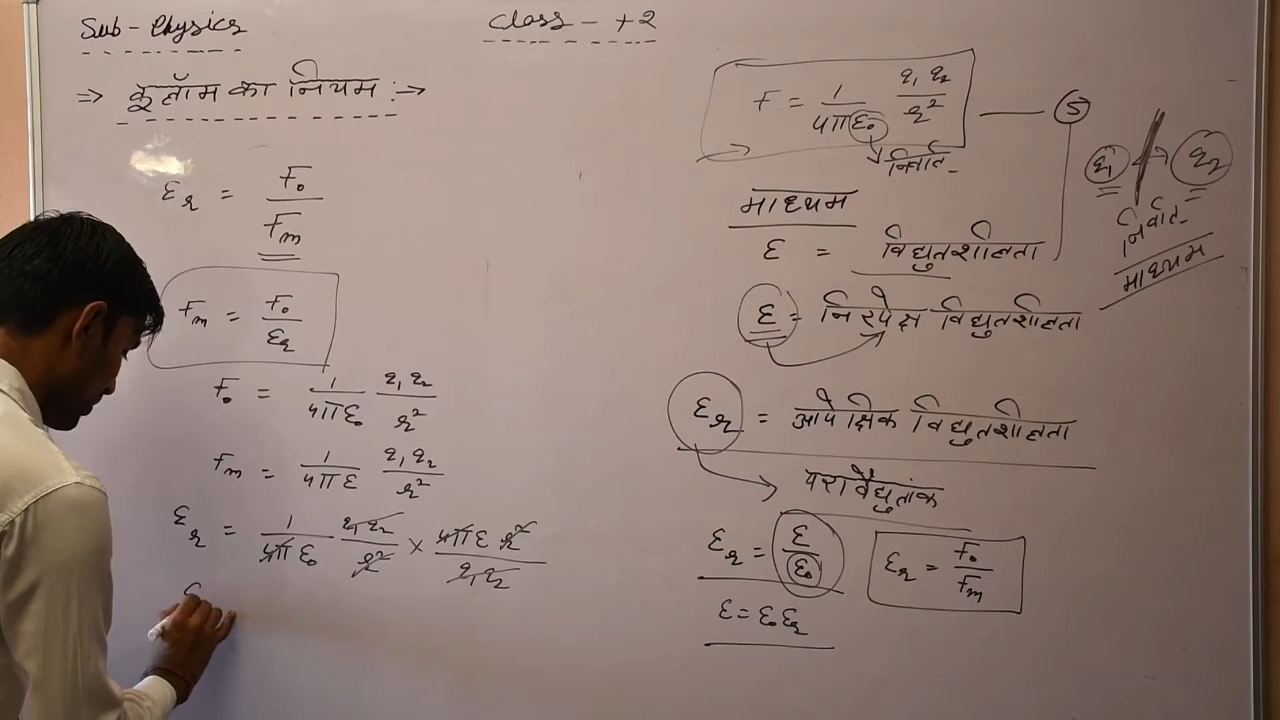 Sub - Physics
Class - +2
⇒ कूलॉम का नियम :→
εr = F₀ / Fm
Fm = F₀ / εr
F₀ = 1/4πε₀ q₁q₂/r²
Fm = 1/4πε q₁q₂/r²
εr = 1/4πε₀ q₁q₂/r² × 4πε r²/q₁q₂
F = 1/4πε₀ q₁q₂/r² —— 5
निर्वात -
माध्यम
ε = विद्युतशीलता
ε = निरपेक्ष विद्युतशीलता
εr = आपेक्षिक विद्युतशीलता
परावैद्युतांक
εr = ε/ε₀
εr = F₀/Fm
ε = ε₀εr
q₁ q₂
निर्वात -
माध्यम